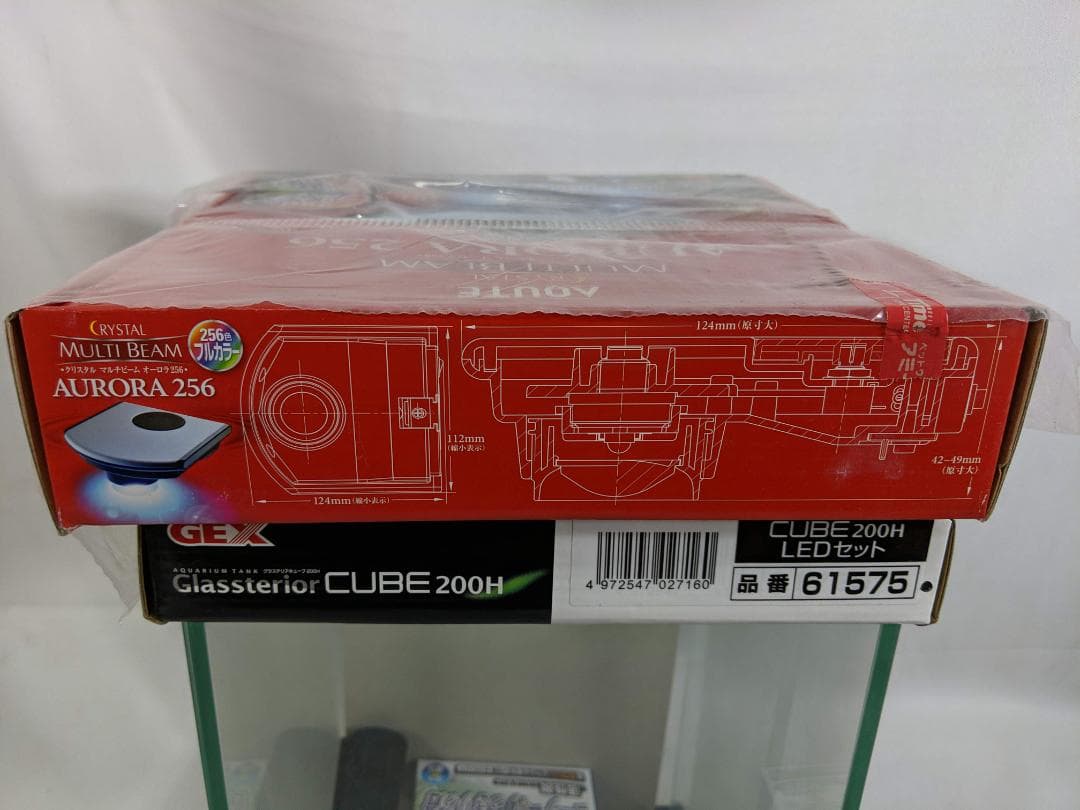 AURORA 256
MULTI BEAM
AQUTE
CRYSTAL
MULTI BEAM
•クリスタル マルチビーム オーロラ256•
AURORA 256
256色
フルカラー
124mm(原寸大)
112mm
(縮小表示)
124mm(縮小表示)
42–49mm
(原寸大)
GEX
AQUARIUM TANK グラステリアキューブ200H
Glassterior CUBE 200H
4 972547 027160
CUBE 200H
LEDセット
品番 61575